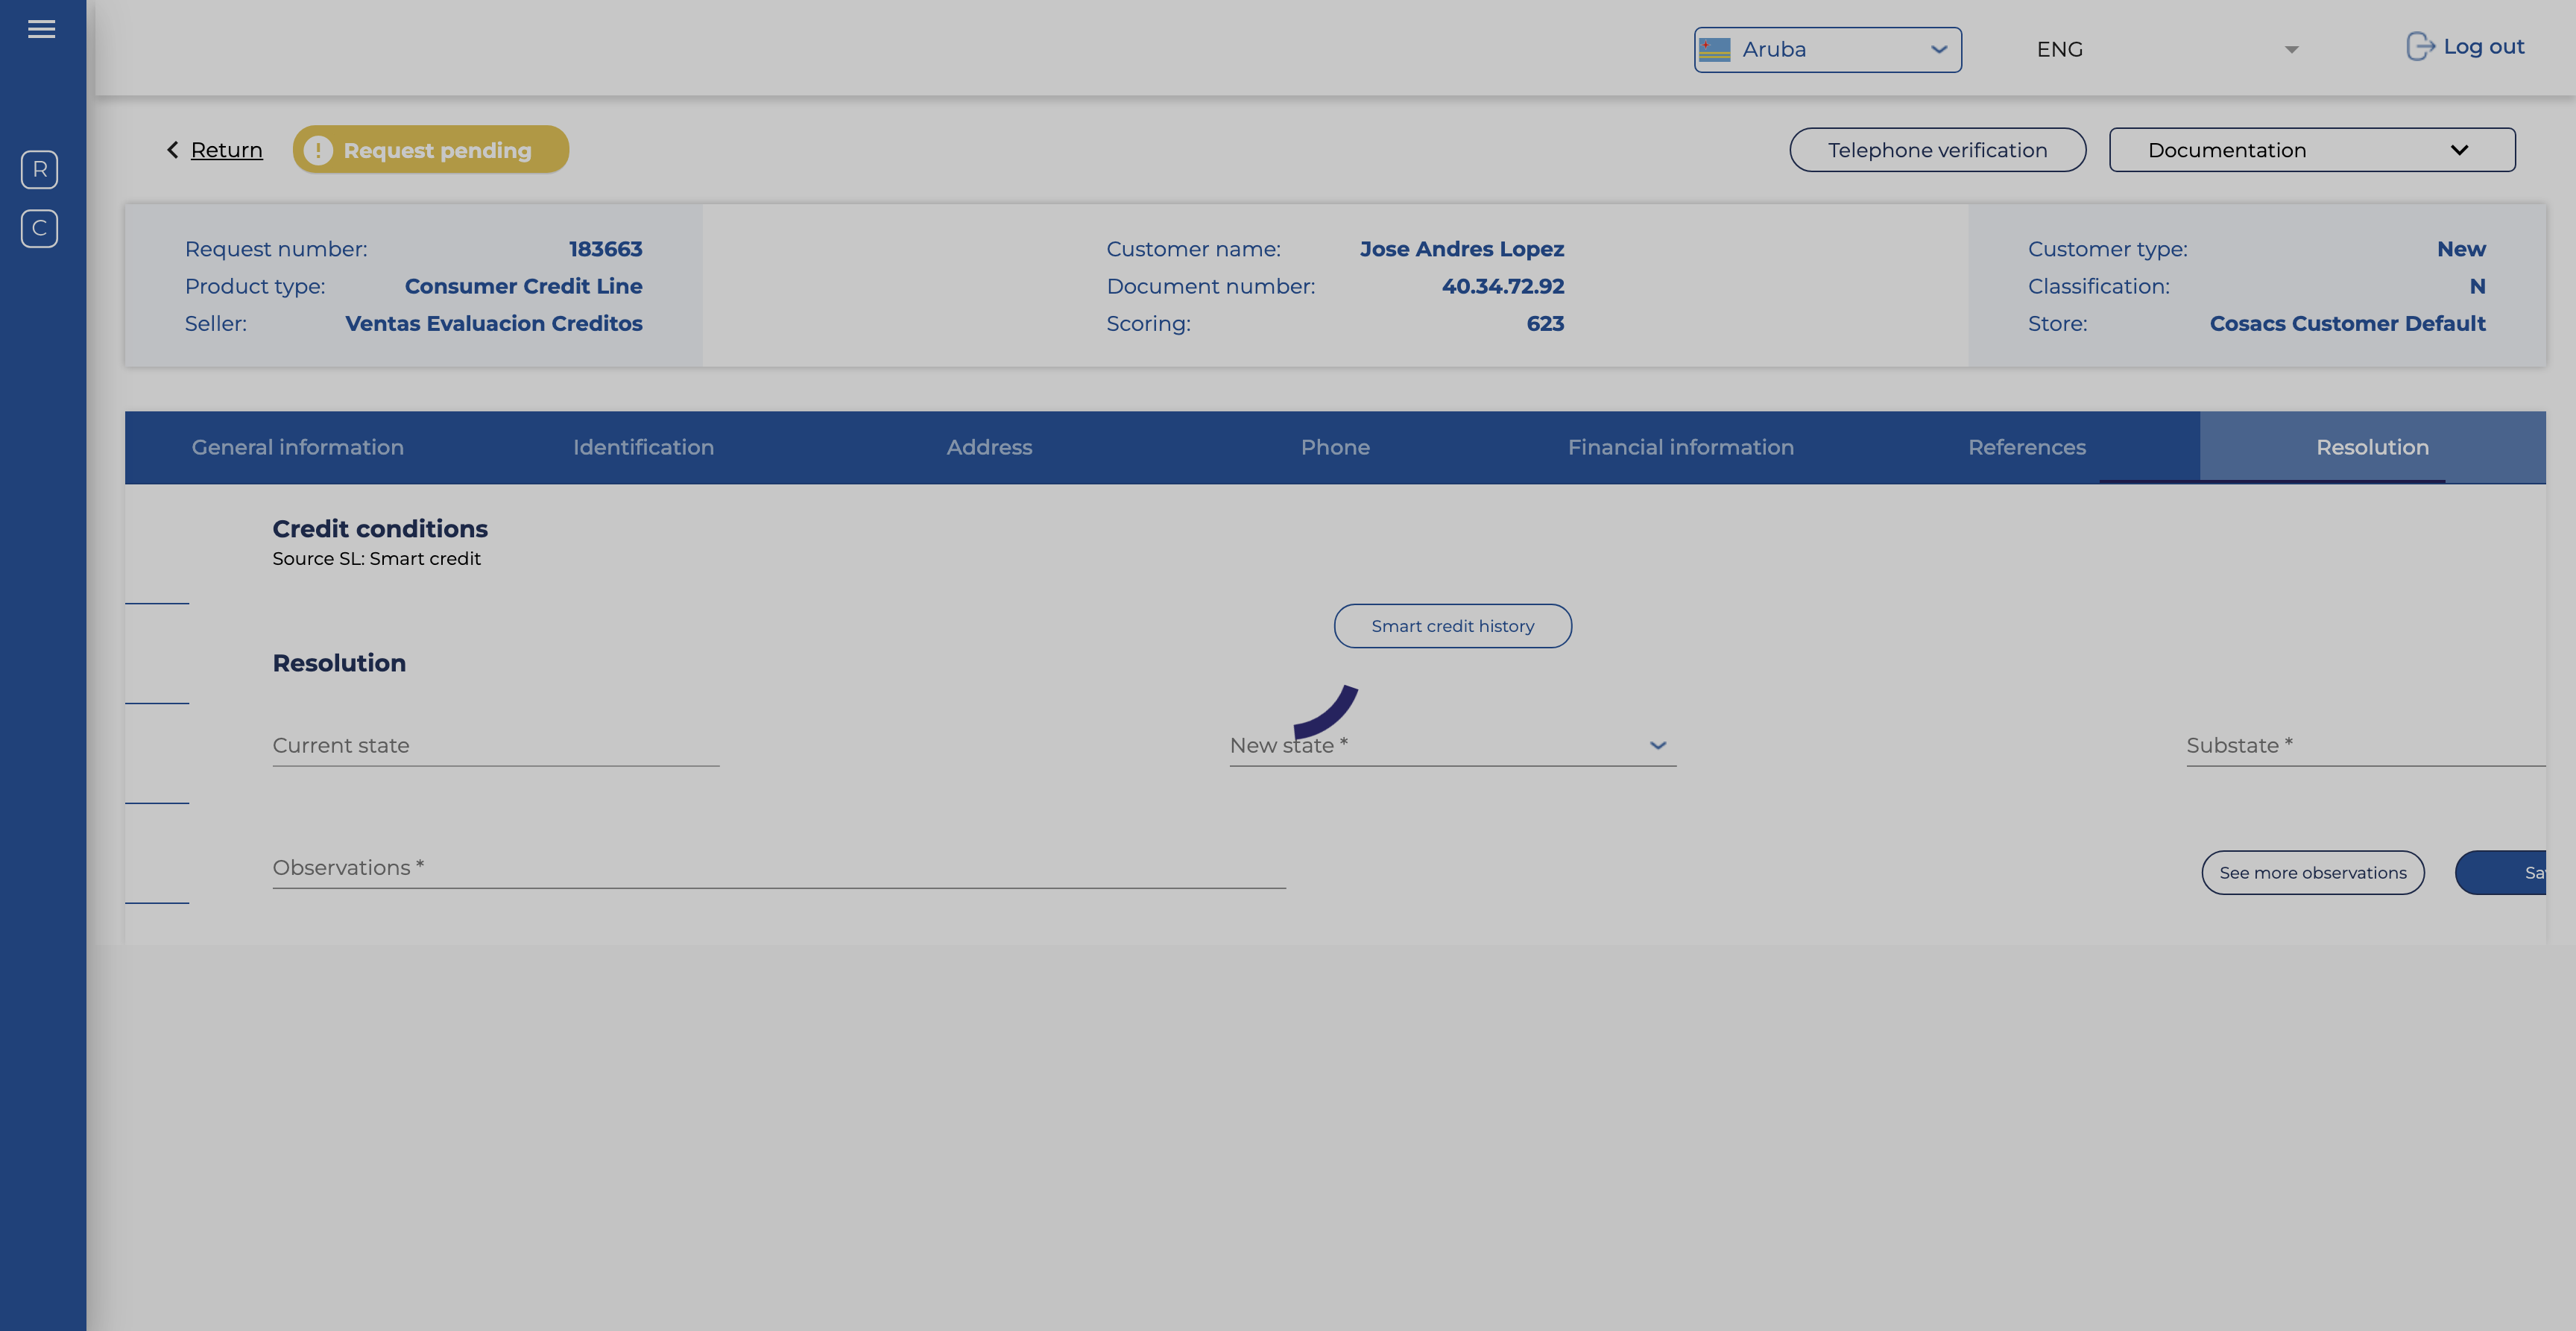 Aruba
ENG
Log out
R
C
Return
Request pending
Telephone verification
Documentation
Request number: 183663
Product type: Consumer Credit Line
Seller: Ventas Evaluacion Creditos
Customer name: Jose Andres Lopez
Document number: 40.34.72.92
Scoring: 623
Customer type: New
Classification: N
Store: Cosacs Customer Default
General information
Identification
Address
Phone
Financial information
References
Resolution
Credit conditions
Source SL: Smart credit
Smart credit history
Resolution
Current state
New state *
Substate *
Observations *
See more observations